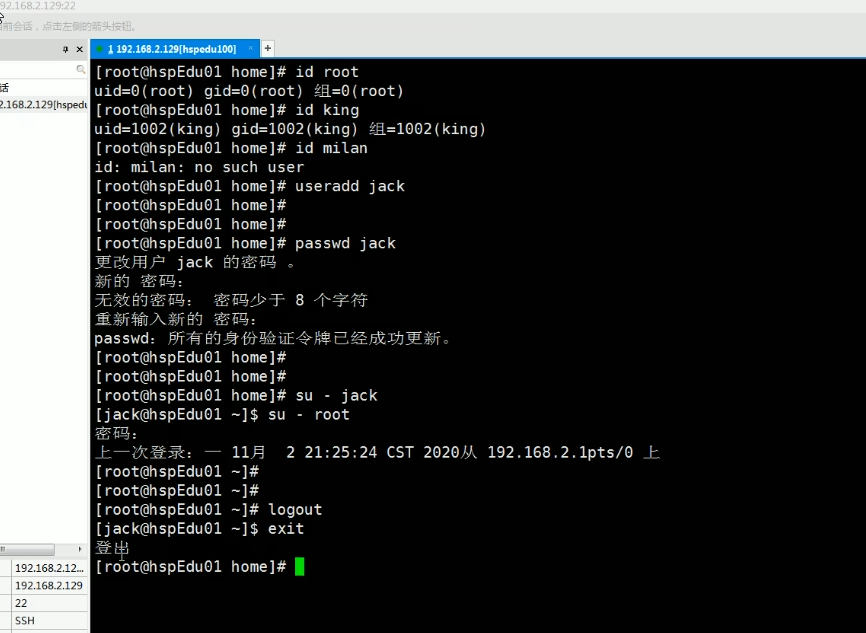 192.168.2.129:22
前会话，点击左侧的箭头按钮。
1 192.168.2.129[hspedu100] × +
话
2.168.2.129[hspedu
[root@hspEdu01 home]# id root
uid=0(root) gid=0(root) 组=0(root)
[root@hspEdu01 home]# id king
uid=1002(king) gid=1002(king) 组=1002(king)
[root@hspEdu01 home]# id milan
id: milan: no such user
[root@hspEdu01 home]# useradd jack
[root@hspEdu01 home]#
[root@hspEdu01 home]#
[root@hspEdu01 home]# passwd jack
更改用户 jack 的密码 。
新的 密码：
无效的密码： 密码少于 8 个字符
重新输入新的 密码：
passwd：所有的身份验证令牌已经成功更新。
[root@hspEdu01 home]#
[root@hspEdu01 home]#
[root@hspEdu01 home]# su - jack
[jack@hspEdu01 ~]$ su - root
密码：
上一次登录：一 11月  2 21:25:24 CST 2020从 192.168.2.1pts/0 上
[root@hspEdu01 ~]#
[root@hspEdu01 ~]#
[root@hspEdu01 ~]# logout
[jack@hspEdu01 ~]$ exit
登出
[root@hspEdu01 home]#
192.168.2.12...
192.168.2.129
22
SSH